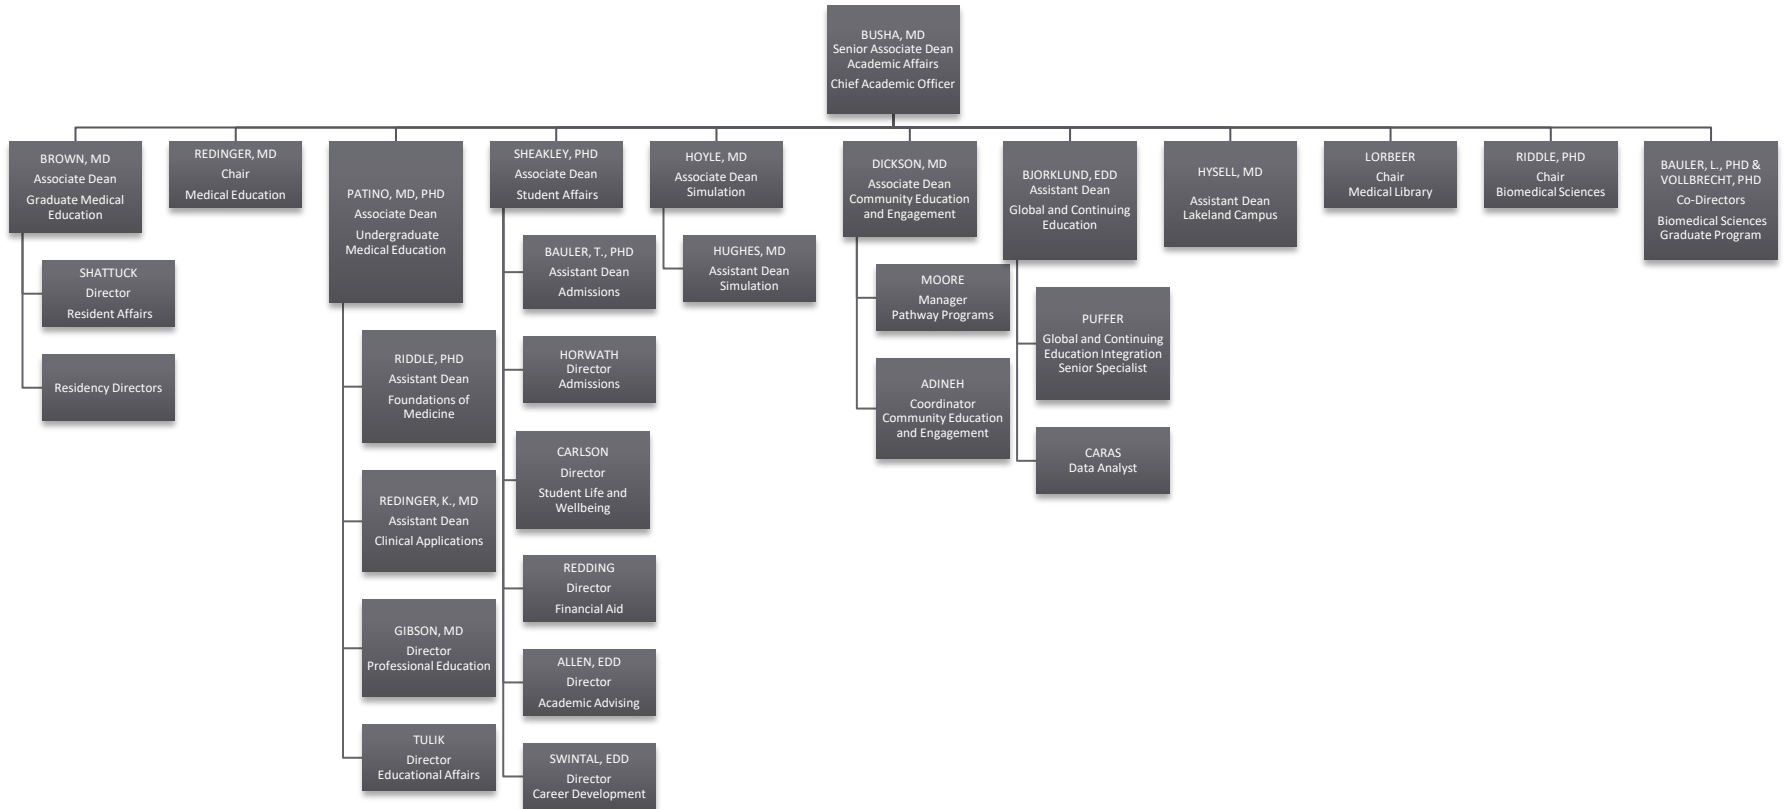 BUSHA, MD
Senior Associate Dean
Academic Affairs
Chief Academic Officer
BROWN, MD
Associate Dean
Graduate Medical
Education
SHATTUCK
Director
Resident Affairs
Residency Directors
REDINGER, MD
Chair
Medical Education
PATINO, MD, PHD
Associate Dean
Undergraduate
Medical Education
RIDDLE, PHD
Assistant Dean
Foundations of
Medicine
REDINGER, K., MD
Assistant Dean
Clinical Applications
GIBSON, MD
Director
Professional Education
TULIK
Director
Educational Affairs
SHEAKLEY, PHD
Associate Dean
Student Affairs
BAULER, T., PHD
Assistant Dean
Admissions
HORWATH
Director
Admissions
CARLSON
Director
Student Life and
Wellbeing
REDDING
Director
Financial Aid
ALLEN, EDD
Director
Academic Advising
SWINTAL, EDD
Director
Career Development
HOYLE, MD
Associate Dean
Simulation
HUGHES, MD
Assistant Dean
Simulation
DICKSON, MD
Associate Dean
Community Education
and Engagement
MOORE
Manager
Pathway Programs
ADINEH
Coordinator
Community Education
and Engagement
BJORKLUND, EDD
Assistant Dean
Global and Continuing
Education
PUFFER
Global and Continuing
Education Integration
Senior Specialist
CARAS
Data Analyst
HYSELL, MD
Assistant Dean
Lakeland Campus
LORBEER
Chair
Medical Library
RIDDLE, PHD
Chair
Biomedical Sciences
BAULER, L., PHD &
VOLLBRECHT, PHD
Co-Directors
Biomedical Sciences
Graduate Program